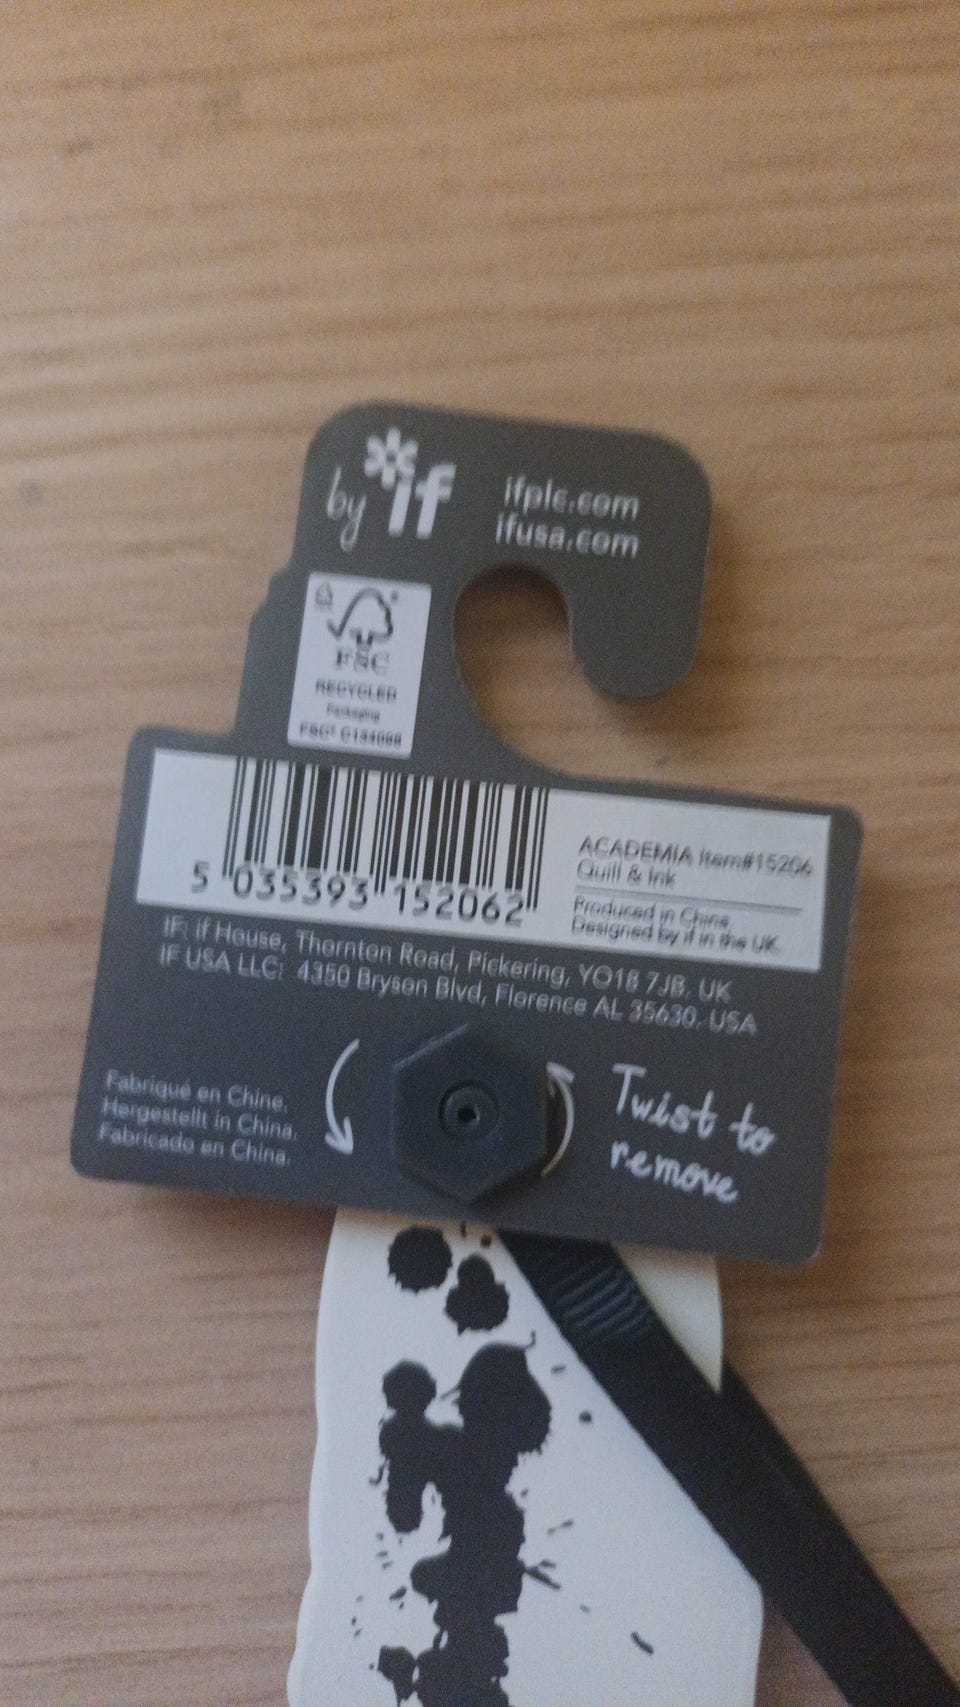 by if
ifplc.com
ifusa.com
FSC
RECYCLED
Packaging
FSC® C134088
5 035393 152062
ACADEMIA Item#15206
Quill & Ink
Produced in China.
Designed by if in the UK.
IF: if House, Thornton Road, Pickering, YO18 7JB. UK
IF USA LLC: 4350 Bryson Blvd, Florence AL 35630. USA
Fabriqué en Chine.
Hergestellt in China.
Fabricado en China.
Twist to
remove